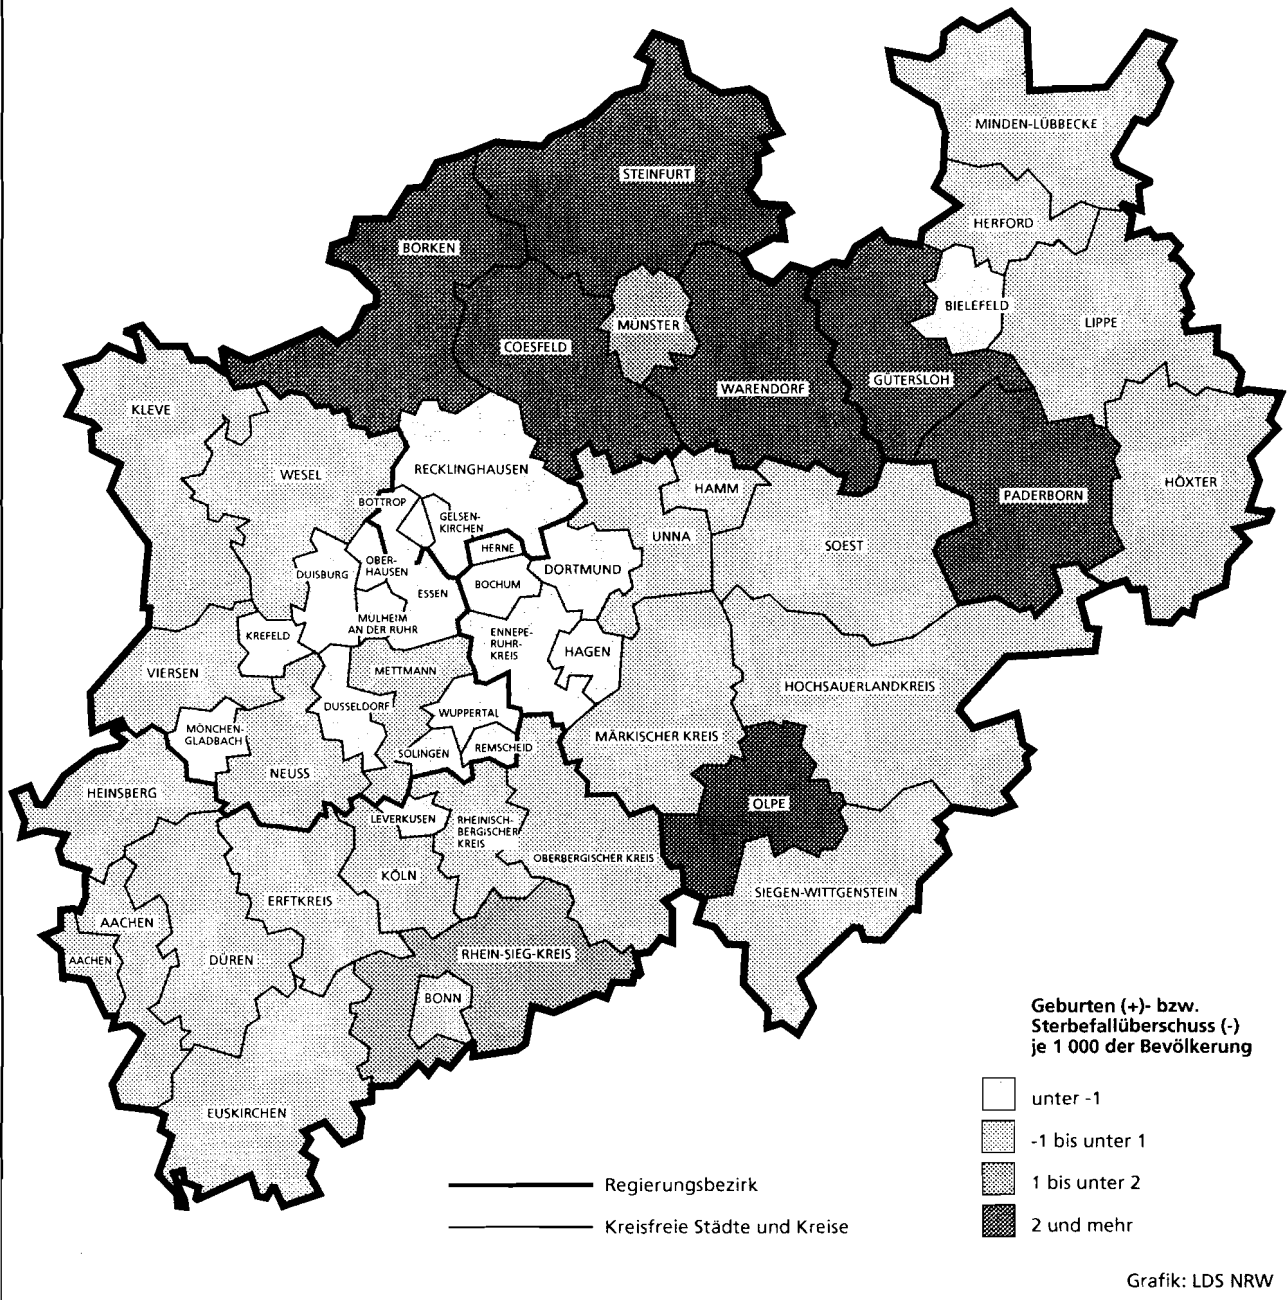 MINDEN-LÜBBECKE
STEINFURT
HERFORD
BORKEN
BIELEFELD
LIPPE
MÜNSTER
COESFELD
GÜTERSLOH
WARENDORF
KLEVE
RECKLINGHAUSEN
WESEL
HÖXTER
HAMM
PADERBORN
BOTTROP
GELSEN-
KIRCHEN
UNNA
SOEST
HERNE
OBER-
HAUSEN
DORTMUND
DUISBURG
BOCHUM
ESSEN
MÜLHEIM
AN DER RUHR
KREFELD
ENNEPE-
RUHR-
KREIS
HAGEN
VIERSEN
METTMANN
HOCHSAUERLANDKREIS
DUSSELDORF
WUPPERTAL
MÖNCHEN-
GLADBACH
MÄRKISCHER KREIS
SOLINGEN
REMSCHEID
NEUSS
HEINSBERG
OLPE
LEVERKUSEN
RHEINISCH-
BERGISCHER
KREIS
OBERBERGISCHER KREIS
KÖLN
SIEGEN-WITTGENSTEIN
ERFTKREIS
AACHEN
AACHEN
DÜREN
RHEIN-SIEG-KREIS
BONN
EUSKIRCHEN
Geburten (+)- bzw.
Sterbefallüberschuss (-)
je 1 000 der Bevölkerung
unter -1
-1 bis unter 1
1 bis unter 2
2 und mehr
Regierungsbezirk
Kreisfreie Städte und Kreise
Grafik: LDS NRW